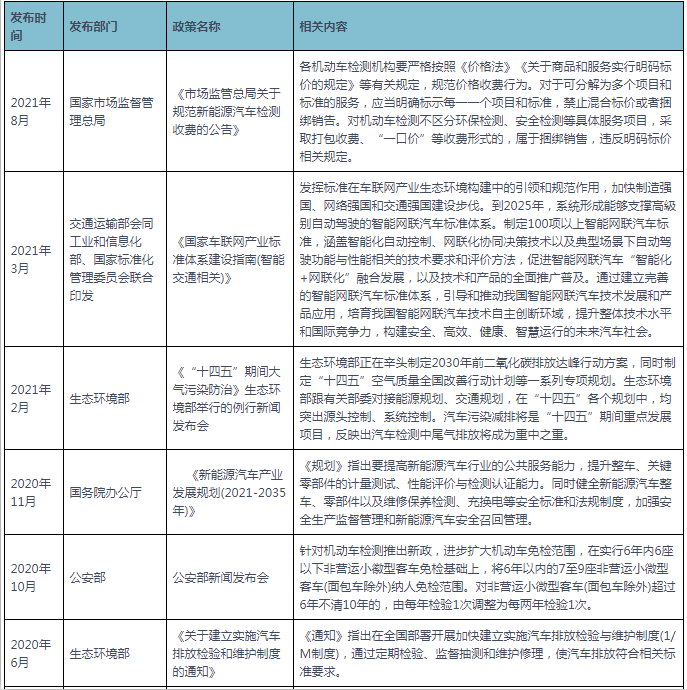 发布时间
发布部门
政策名称
相关内容
2021年8月
国家市场监督管理总局
《市场监管总局关于
规范新能源汽车检测
收费的公告》
各机动车检测机构要严格按照《价格法》《关于商品和服务实行明码标
价的规定》等有关规定，规范价格收费行为。对于可分解为多个项目和
标准的服务，应当明确标示每一一个项目和标准，禁止混合标价或者捆
绑销售。对机动车检测不区分环保检测、安全检测等具体服务项目，采
取打包收费、“一口价”等收费形式的，属于捆绑销售，违反明码标价
相关规定。
2021年3月
交通运输部会同
工业和信息化
部、国家标准化
管理委员会联合
印发
《国家车联网产业标
准体系建设指南(智能
交通相关)》
发挥标准在车联网产业生态环境构建中的引领和规范作用，加快制造强
国、网络强国和交通强国建设步伐。到2025年，系统形成能够支撑高级
别自动驾驶的智能网联汽车标准体系。制定100项以上智能网联汽车标
准，涵盖智能化自动控制、网联化协同决策技术以及典型场景下自动驾
驶功能与性能相关的技术要求和评价方法，促进智能网联汽车“智能化
+网联化”融合发展，以及技术和产品的全面推广普及。通过建立完善
的智能网联汽车标准体系，引导和推动我国智能网联汽车技术发展和产
品应用，培育我国智能网联汽车技术自主创断环域，提升整体技术水平
和国际竞争力，构建安全、高效、健康、智慧运行的未来汽车社会。
2021年2月
生态环境部
《“十四五”期间大
气污染防治》生态环
境部举行的例行新闻
发布会
生态环境部正在辛头制定2030年前二氧化碳排放达峰行动方案，同时制
定“十四五”空气质量全国改善行动计划等一系列专项规划。生态环境
部跟有关部委对接能源规划、交通规划，在“十四五”各个规划中，均
突出源头控制、系统控制。汽车污染减排将是“十四五”期间重点发展
项目，反映出汽车检测中尾气排放将成为重中之重。
2020年11月
国务院办公厅
《新能源汽车产业
发展规划(2021-2035
年)》
《规划》指出要提高新能源汽车行业的公共服务能力，提升整车、关键
零部件的计量测试、性能评价与检测认证能力。同时健全新能源汽车整
车、零部件以及维修保养检测、充换电等安全标准和法规制度，加强安
全生产监督管理和新能源汽车安全召回管理。
2020年10月
公安部
公安部新闻发布会
针对机动车检测推出新政，进步扩大机动车免检范围，在实行6年内6座
以下非营运小徽型客车免检基础上，将6年以内的7至9座非营运小微型
客车(面包车除外)纳人免检范围。对非营运小微型客车(面包车除外)超过
6年不清10年的，由每年检验1次调整为每两年检验1次。
2020年6月
生态环境部
《关于建立实施汽车
排放检验和维护制度
的通知》
《通知》指出在全国部署开展加快建立实施汽车排放检验与维护制度(1/
M制度)，通过定期检验、监督抽测和维护修理，使汽车排放符合相关标
标准要求。